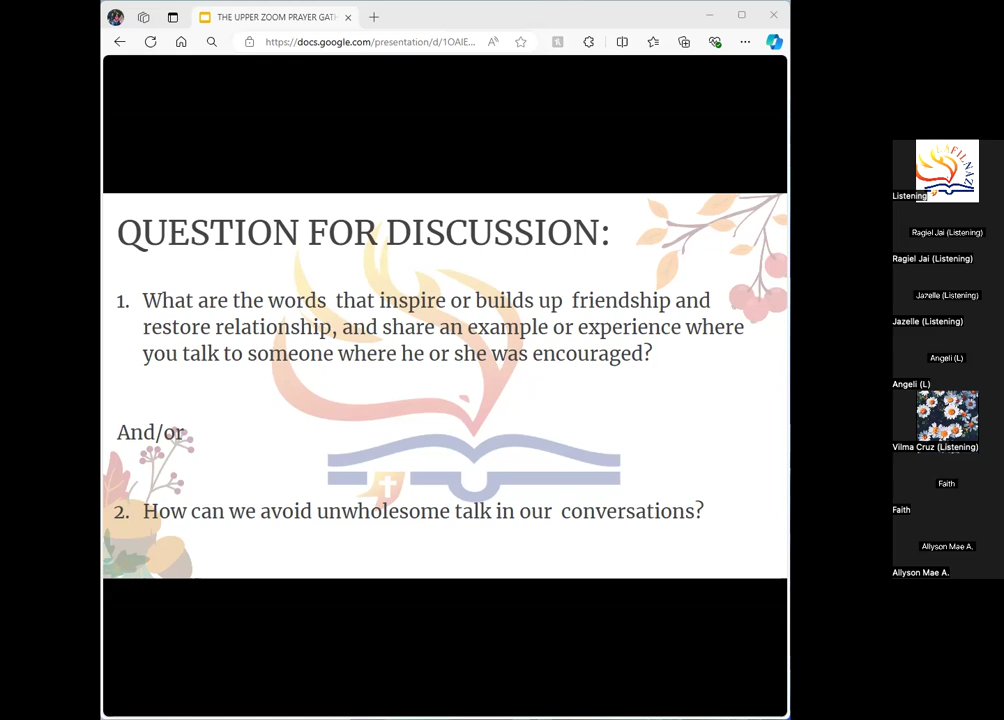 THE UPPER ZOOM PRAYER GATH
https://docs.google.com/presentation/d/1OAIE...
QUESTION FOR DISCUSSION:
1. What are the words that inspire or builds up friendship and
restore relationship, and share an example or experience where
you talk to someone where he or she was encouraged?
And/or
2. How can we avoid unwholesome talk in our conversations?
FILNAZ
Listening
Ragiel Jai (Listening)
Ragiel Jai (Listening)
Jazelle (Listening)
Jazelle (Listening)
Angeli (L)
Angeli (L)
Vilma Cruz (Listening)
Faith
Faith
Allyson Mae A.
Allyson Mae A.